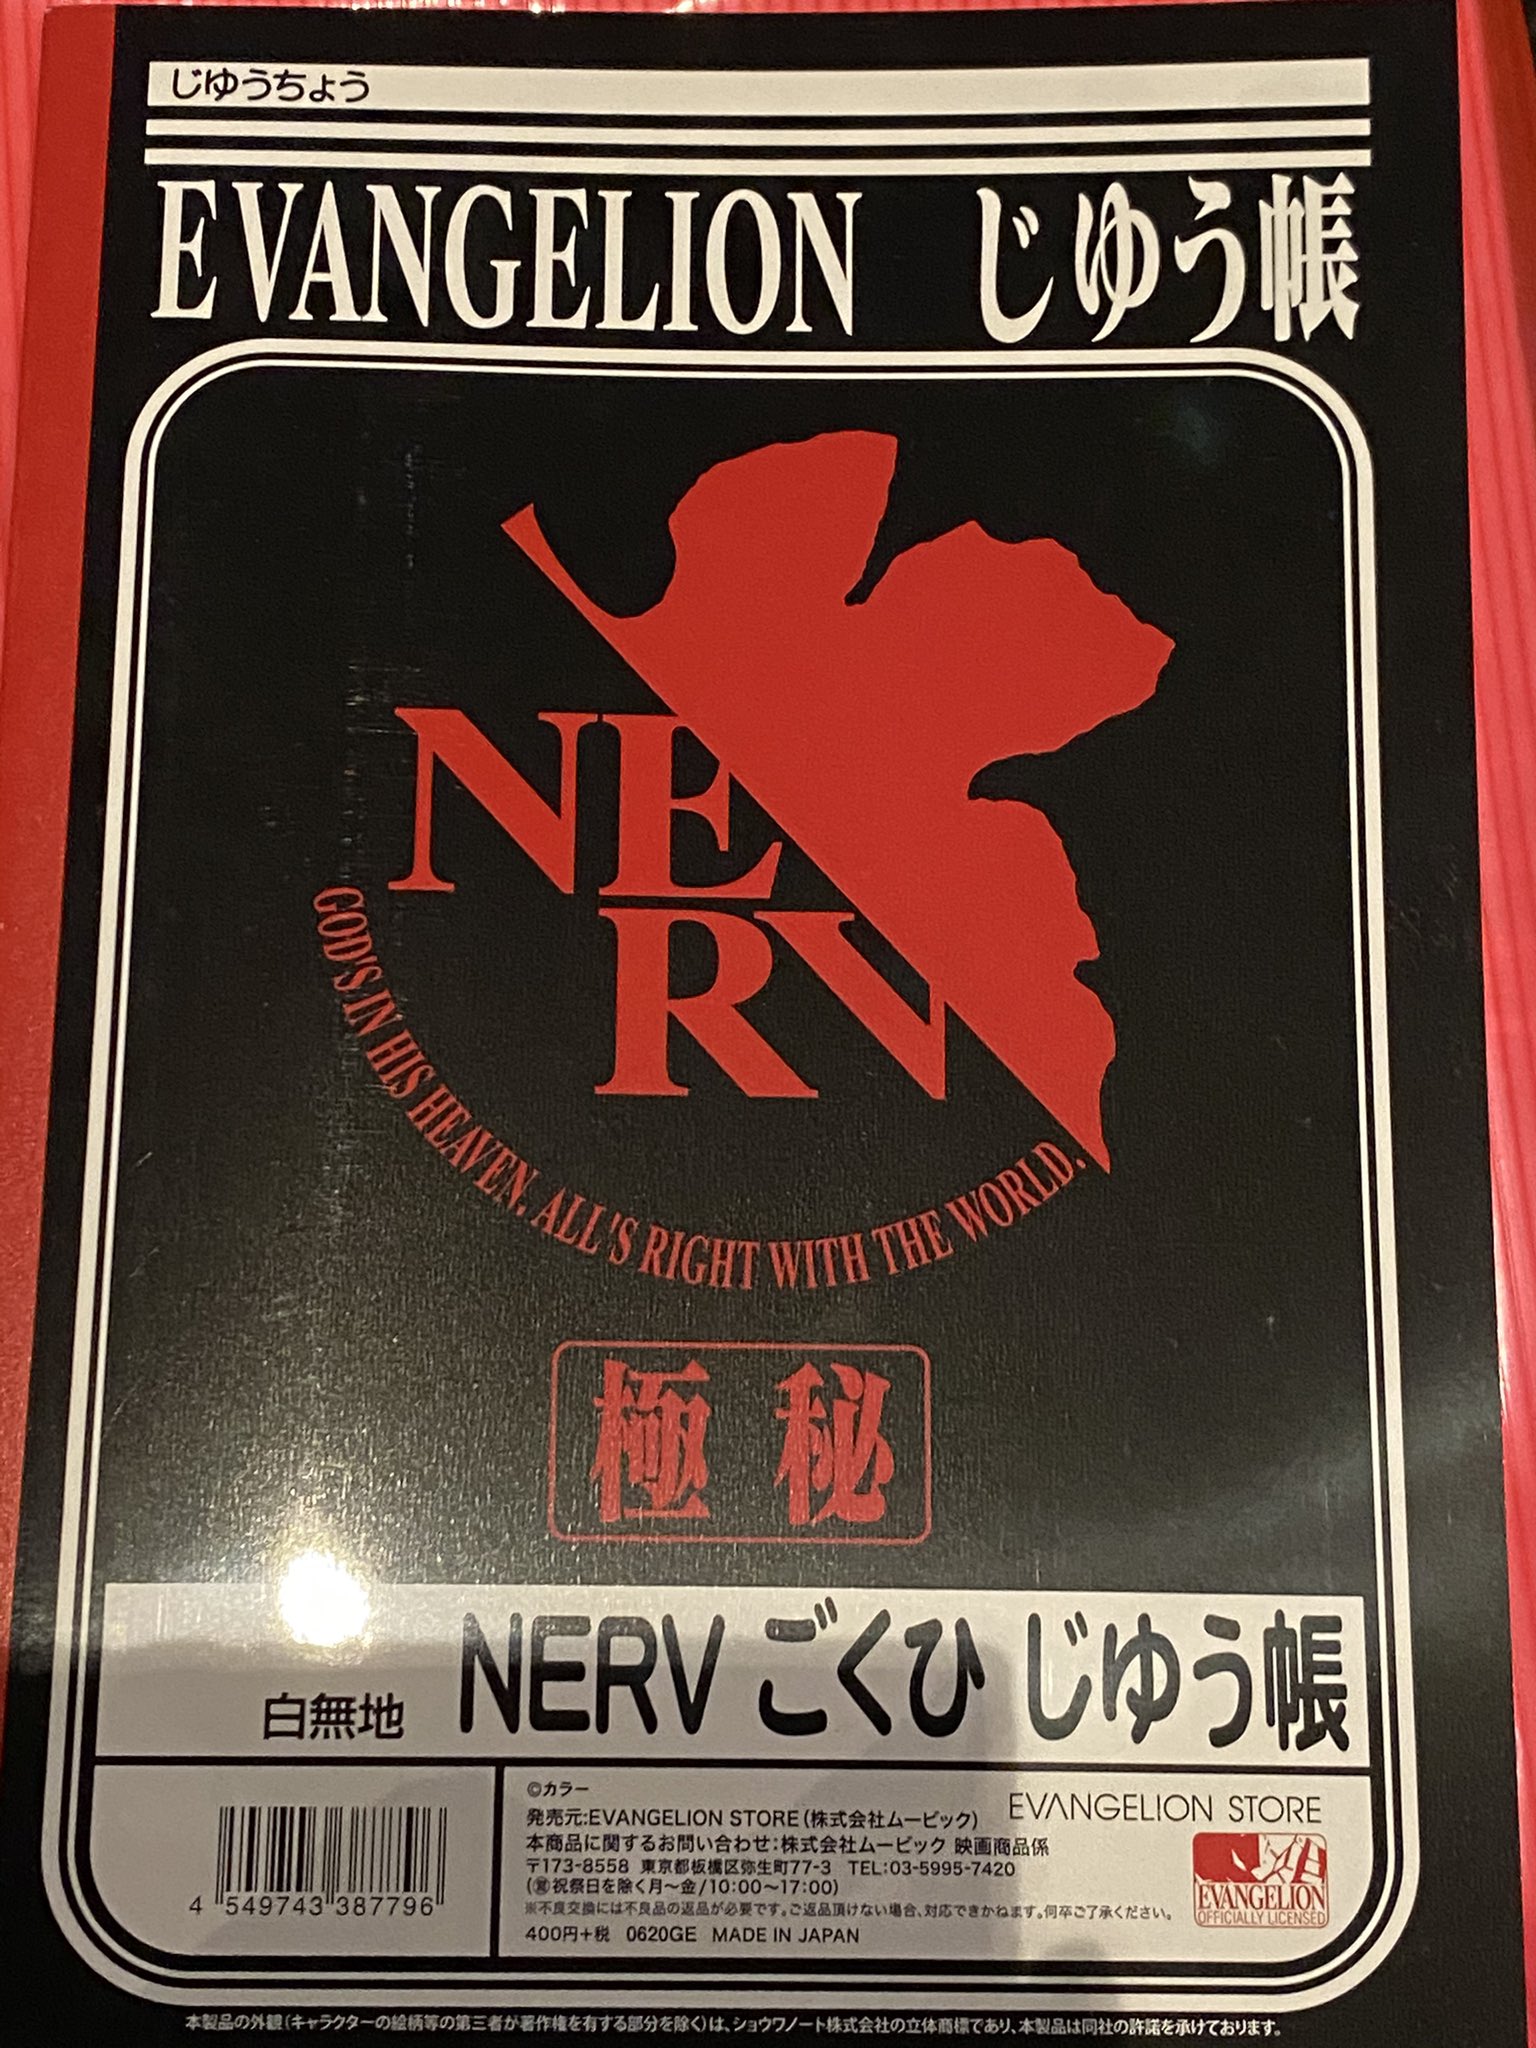 じゆうちょう
EVANGELION じゆう帳
NERV
GOD'S IN HIS HEAVEN. ALL'S RIGHT WITH THE WORLD.
極秘
白無地 NERV ごくひ じゆう帳
4 549743 387796
©カラー
発売元:EVANGELION STORE(株式会社ムービック)
本商品に関するお問い合わせ:株式会社ムービック 映画商品係
〒173-8558 東京都板橋区弥生町77-3 TEL:03-5995-7420
(㊩祝祭日を除く月～金/10:00～17:00)
※不良交換には不良品の返品が必要です。ご返品頂けない場合、対応できかねます。何卒ご了承ください。
400円+税 0620GE MADE IN JAPAN
EVANGELION STORE
EVANGELION
OFFICIALLY LICENSED
本製品の外観(キャラクターの絵柄等の第三者が著作権を有する部分を除く)は、ショウワノート株式会社の立体商標であり、本製品は同社の許諾を承けております。